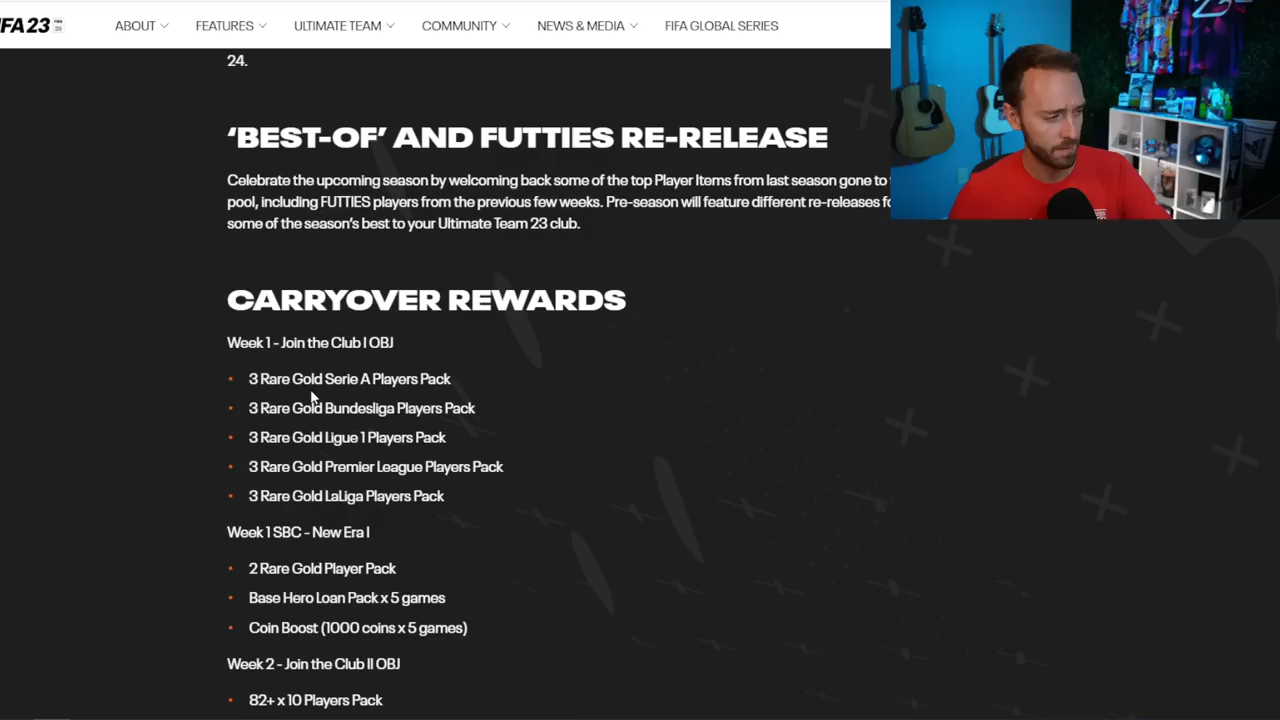 FA 23
ABOUT
FEATURES
ULTIMATE TEAM
COMMUNITY
NEWS & MEDIA
FIFA GLOBAL SERIES
24.
‘BEST-OF’ AND FUTTIES RE-RELEASE
Celebrate the upcoming season by welcoming back some of the top Player Items from last season gone to
pool, including FUTTIES players from the previous few weeks. Pre-season will feature different re-releases
some of the season’s best to your Ultimate Team 23 club.
CARRYOVER REWARDS
Week 1 - Join the Club I OBJ
• 3 Rare Gold Serie A Players Pack
• 3 Rare Gold Bundesliga Players Pack
• 3 Rare Gold Ligue 1 Players Pack
• 3 Rare Gold Premier League Players Pack
• 3 Rare Gold LaLiga Players Pack
Week 1 SBC - New Era I
• 2 Rare Gold Player Pack
• Base Hero Loan Pack x 5 games
• Coin Boost (1000 coins x 5 games)
Week 2 - Join the Club II OBJ
• 82+ x 10 Players Pack